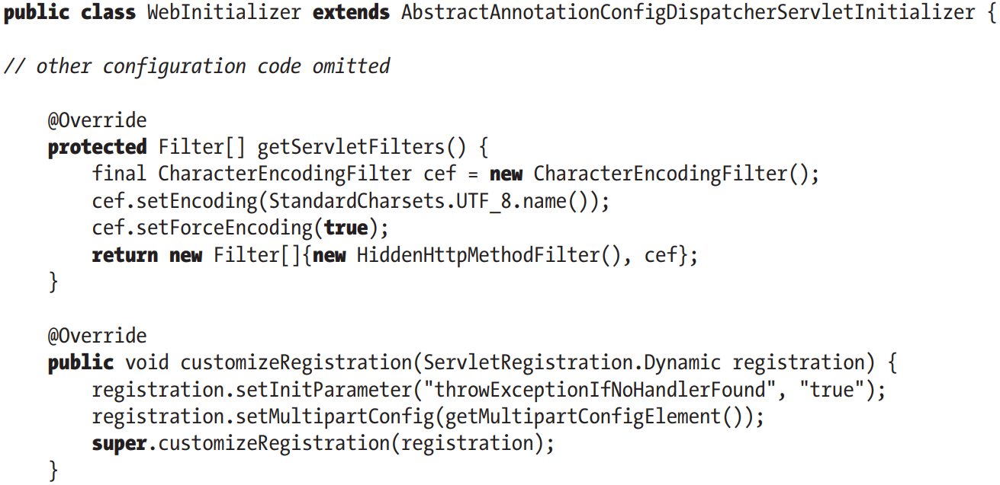 public class WebInitializer extends AbstractAnnotationConfigDispatcherServletInitializer {
// other configuration code omitted
@Override
protected Filter[] getServletFilters() {
final CharacterEncodingFilter cef = new CharacterEncodingFilter();
cef.setEncoding(StandardCharsets.UTF_8.name());
cef.setForceEncoding(true);
return new Filter[]{new HiddenHttpMethodFilter(), cef};
}
@Override
public void customizeRegistration(ServletRegistration.Dynamic registration) {
registration.setInitParameter("throwExceptionIfNoHandlerFound", "true");
registration.setMultipartConfig(getMultipartConfigElement());
super.customizeRegistration(registration);
}